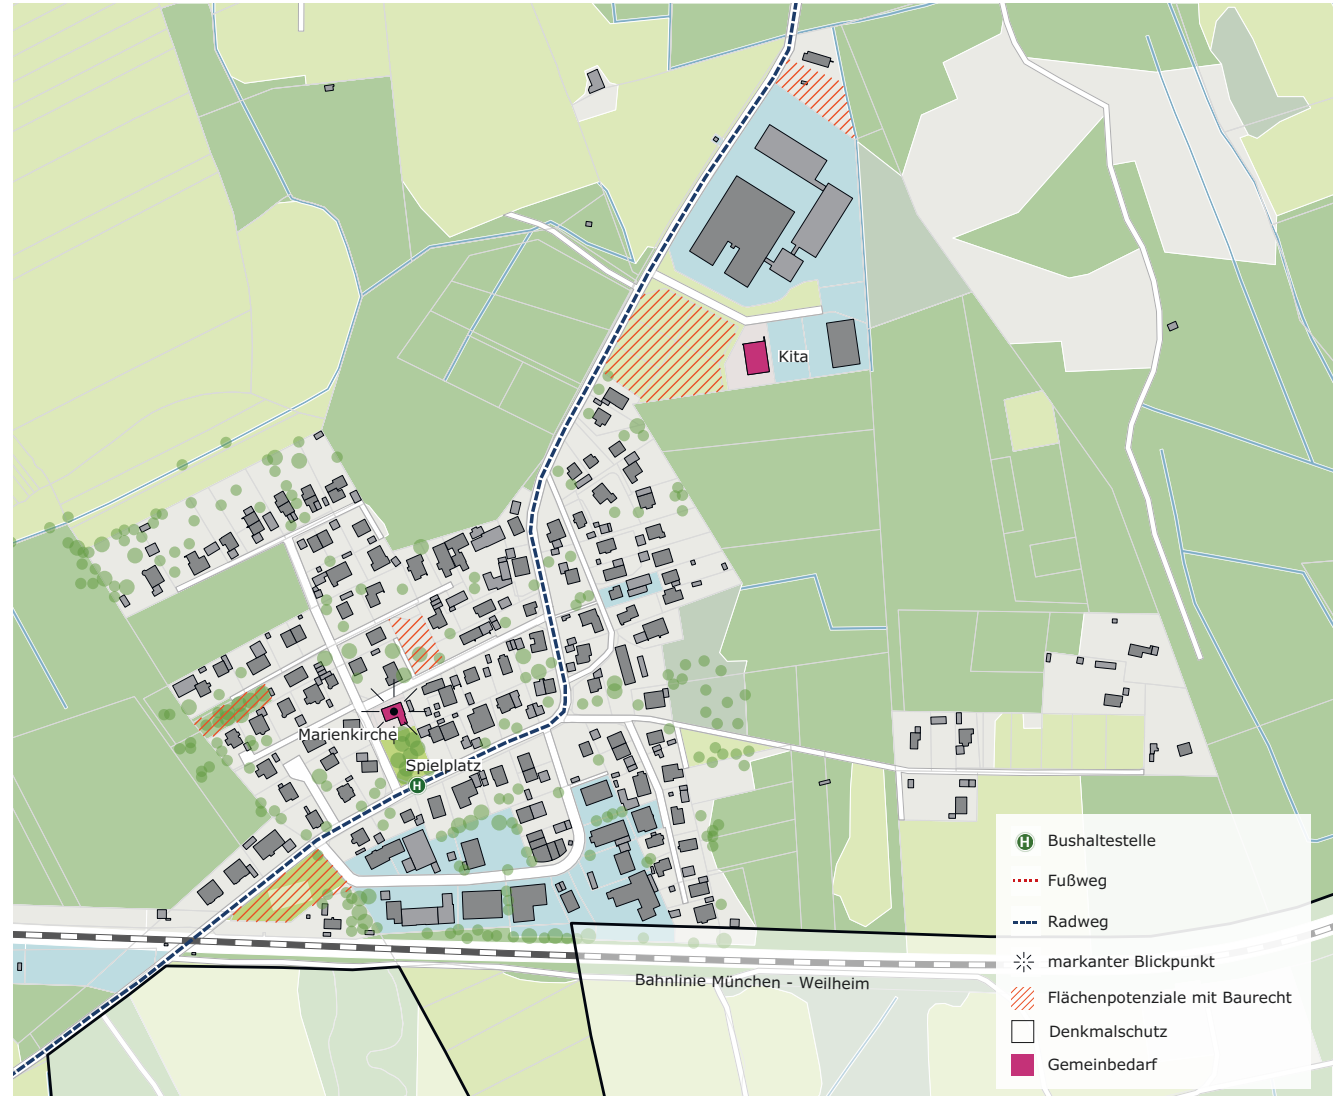 Kita
Marienkirche
Spielplatz
H
Bahnlinie München - Weilheim
H Bushaltestelle
Fußweg
Radweg
markanter Blickpunkt
Flächenpotenziale mit Baurecht
Denkmalschutz
Gemeinbedarf